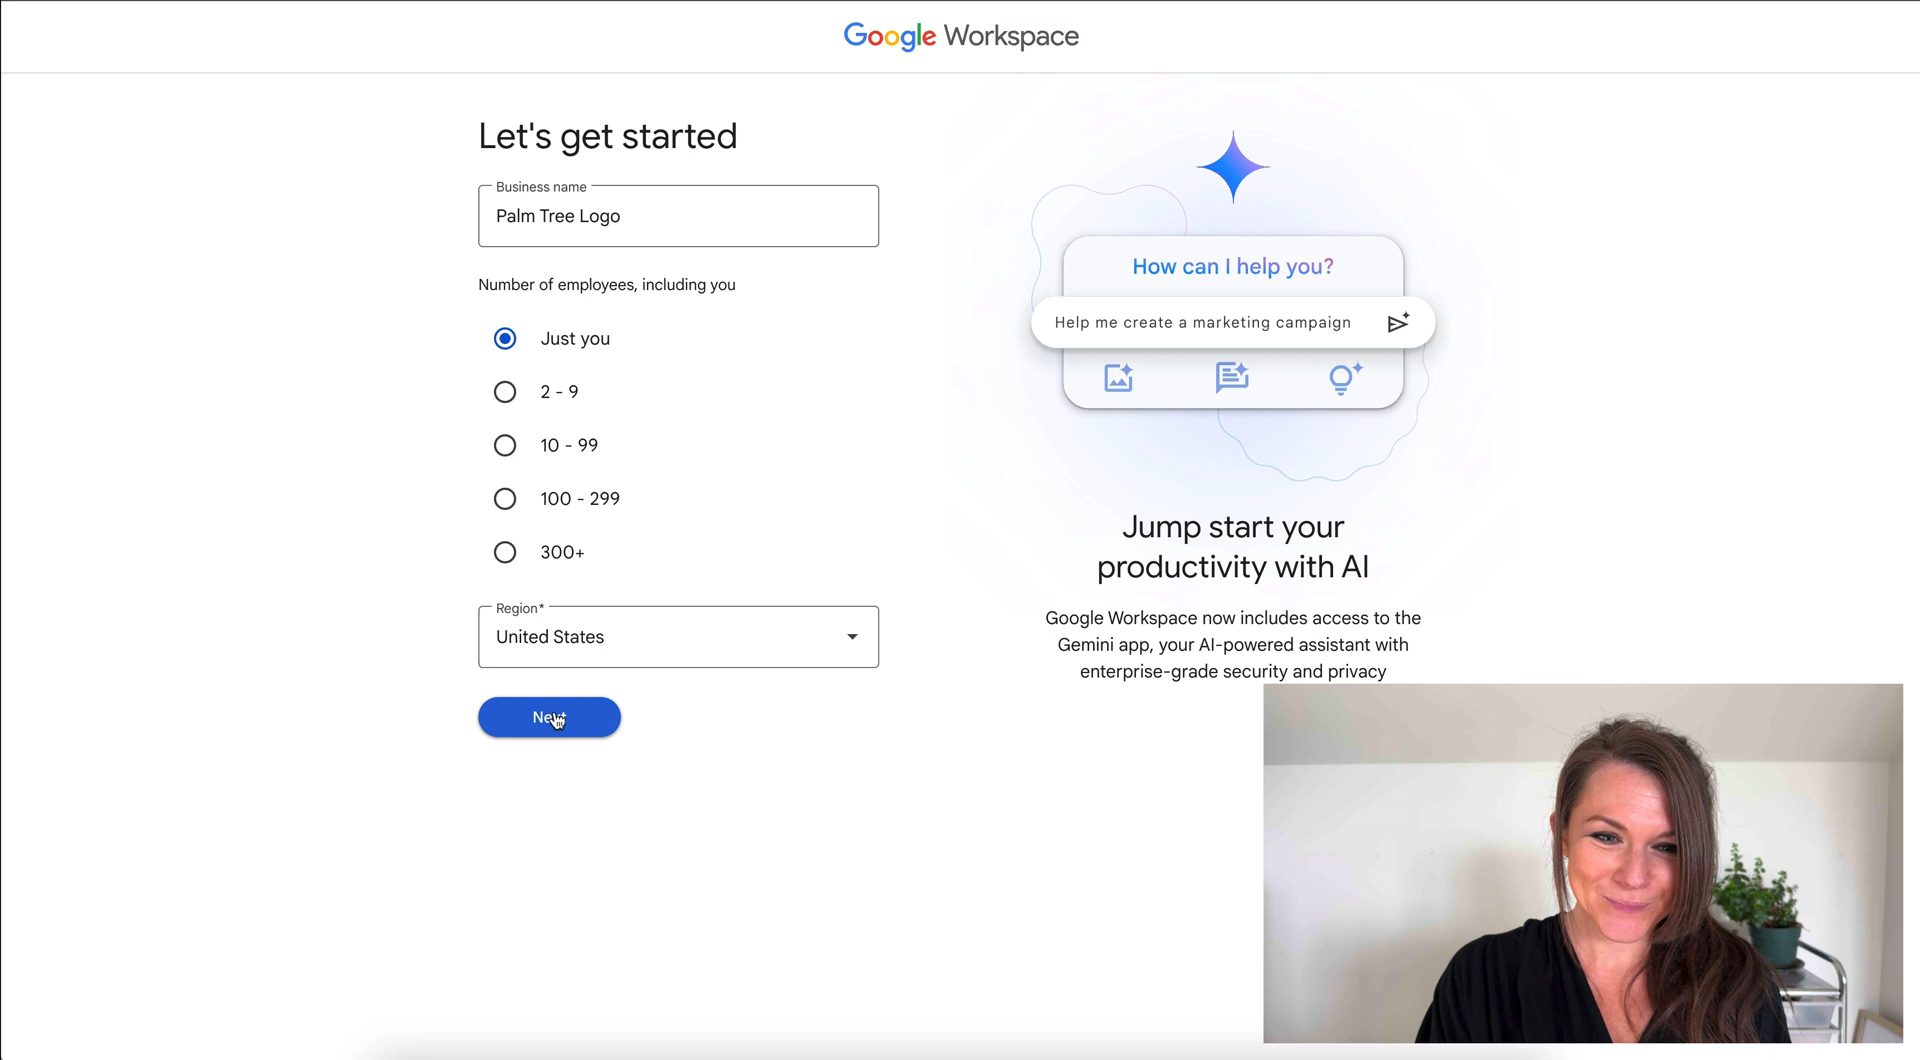 Google Workspace
Let's get started
Business name
Palm Tree Logo
Number of employees, including you
Just you
2 - 9
10 - 99
100 - 299
300+
Region*
United States
Next
How can I help you?
Help me create a marketing campaign
Jump start your
productivity with AI
Google Workspace now includes access to the
Gemini app, your AI-powered assistant with
enterprise-grade security and privacy